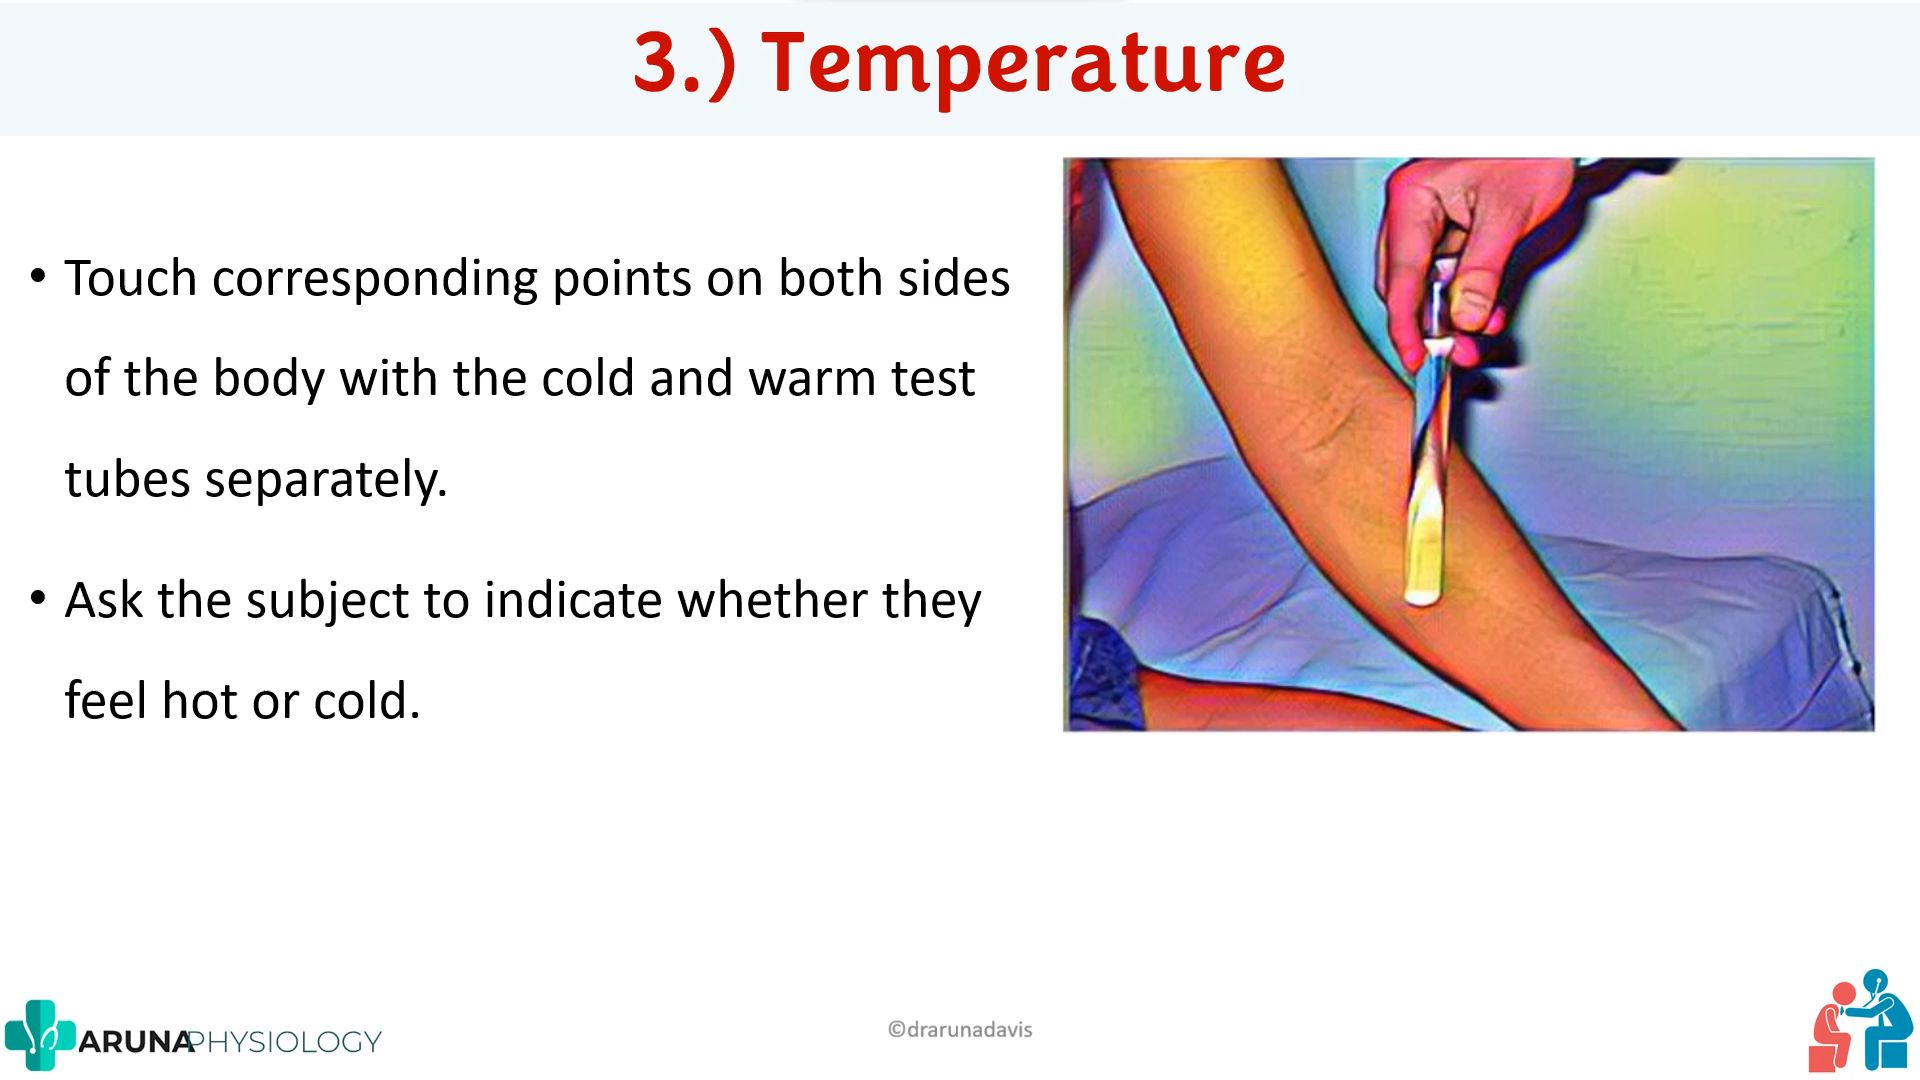 3.) Temperature
• Touch corresponding points on both sides
of the body with the cold and warm test
tubes separately.
• Ask the subject to indicate whether they
feel hot or cold.
ARUNAPHYSIOLOGY
©drarunadavis